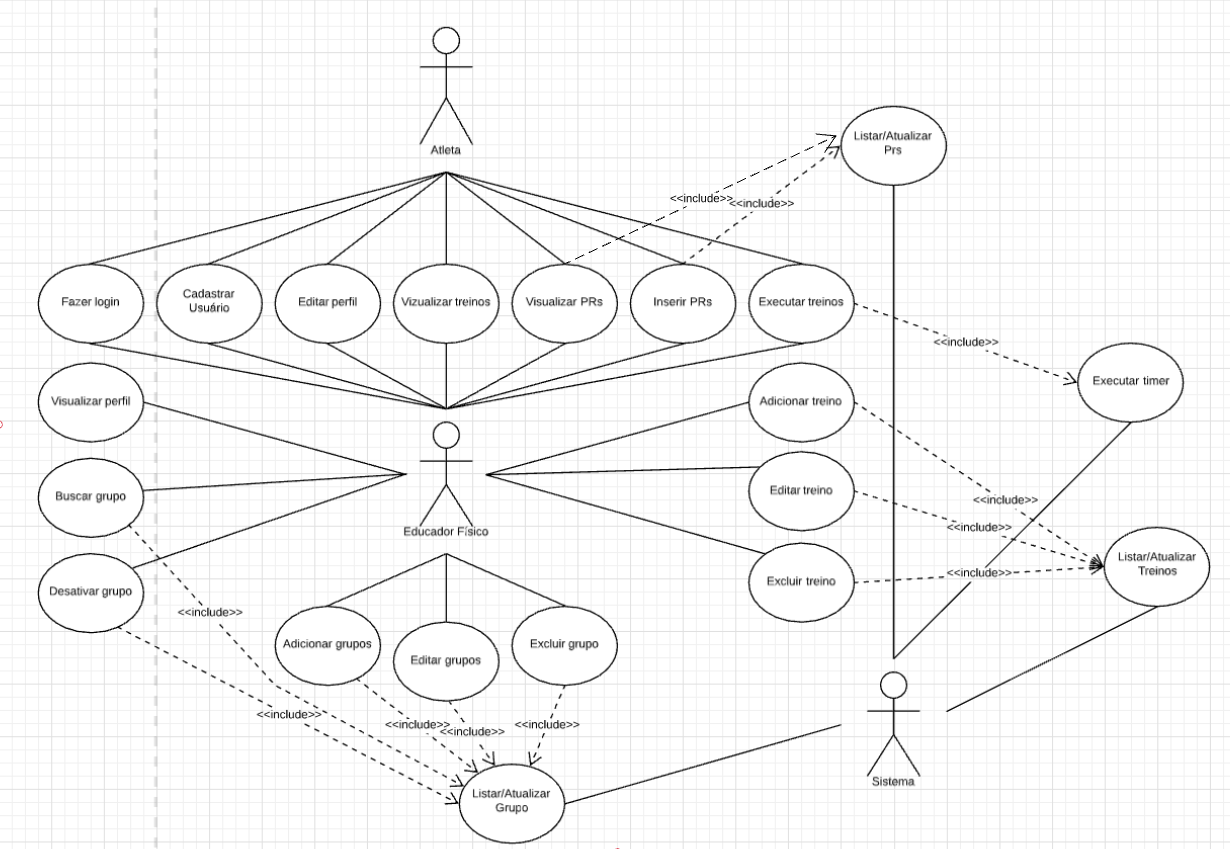 Atleta
Listar/Atualizar
Prs
<<include>>
<<include>>
Fazer login
Cadastrar
Usuário
Editar perfil
Vizualizar treinos
Visualizar PRs
Inserir PRs
Executar treinos
<<include>>
Executar timer
Visualizar perfil
Adicionar treino
Buscar grupo
Editar treino
<<include>>
<<include>>
Educador Físico
Listar/Atualizar
Treinos
<<include>>
Excluir treino
Desativar grupo
<<include>>
Adicionar grupos
Editar grupos
Excluir grupo
<<include>>
<<include>>
<<include>>
<<include>>
Sistema
Listar/Atualizar
Grupo